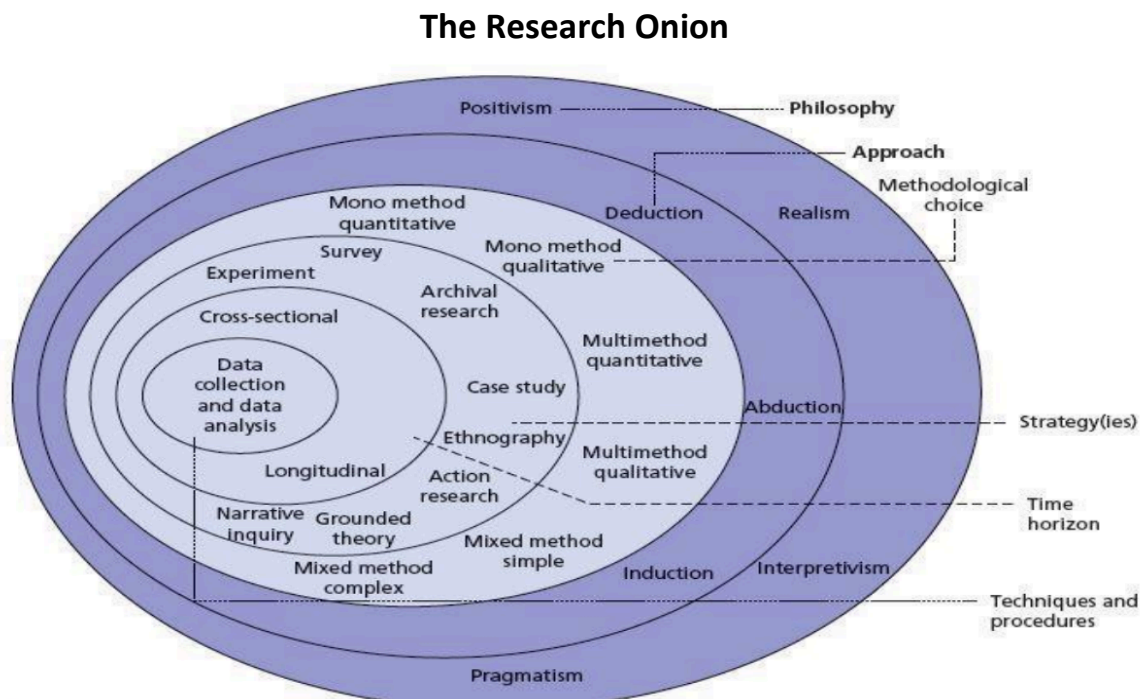 The Research Onion
Positivism
Philosophy
Approach
Methodological
choice
Deduction
Realism
Mono method
quantitative
Mono method
qualitative
Survey
Experiment
Archival
research
Cross-sectional
Multimethod
quantitative
Data
collection
and data
analysis
Case study
Abduction
Strategy(ies)
Ethnography
Multimethod
qualitative
Longitudinal
Action
research
Time
horizon
Narrative
inquiry
Grounded
theory
Mixed method
simple
Mixed method
complex
Induction
Interpretivism
Techniques and
procedures
Pragmatism